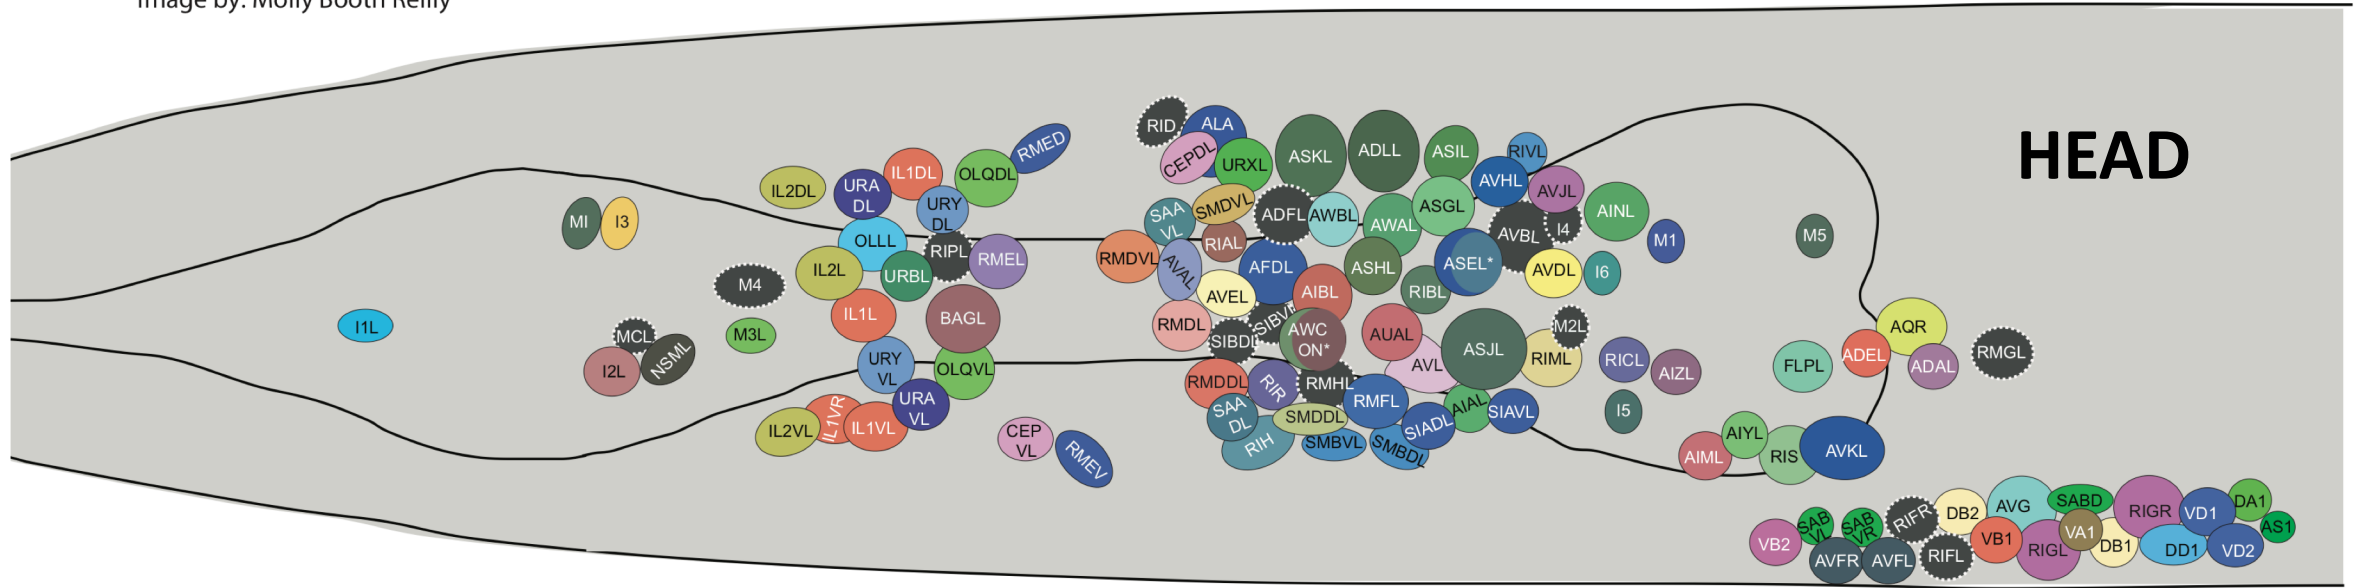 Image by: Molly Booth Reilly
HEAD
RID
ALA
CEPDL
URXL
ASKL
ADLL
ASIL
RIVL
AVHL
AVJL
RMED
OLQDL
IL1DL
URA
DL
IL2DL
URY
DL
MI
I3
OLLL
RIPL
RMEL
IL2L
URBL
M4
IL1L
BAGL
I1L
MCL
M3L
I2L
NSML
URY
VL
OLQVL
URA
VL
IL2VL
IL1VR
IL1VL
CEP
VL
RMEV
SAA
VL
SMDVL
ADFL
AWBL
AWAL
ASGL
AVBL
I4
AINL
M1
M5
RMDVL
AVAL
RIAL
AFDL
ASHL
ASEL*
AVDL
I6
AVEL
AIBL
RIBL
RMDL
SIBDL
SIBVL
AWC
ON*
AUAL
AVL
ASJL
RIML
M2L
RICL
AIZL
FLPL
ADEL
AQR
ADAL
RMGL
RMDDL
RIR
RMHL
RMFL
SAA
DL
SMDDL
RIH
SMBVL
SMBDL
SIADL
AIAL
SIAVL
I5
AIML
AIYL
RIS
AVKL
VB2
SAB
VL
SAB
VR
AVFR
AVFL
RIFR
RIFL
DB2
AVG
VB1
RIGL
SABD
VA1
DB1
RIGR
DD1
VD1
VD2
DA1
AS1